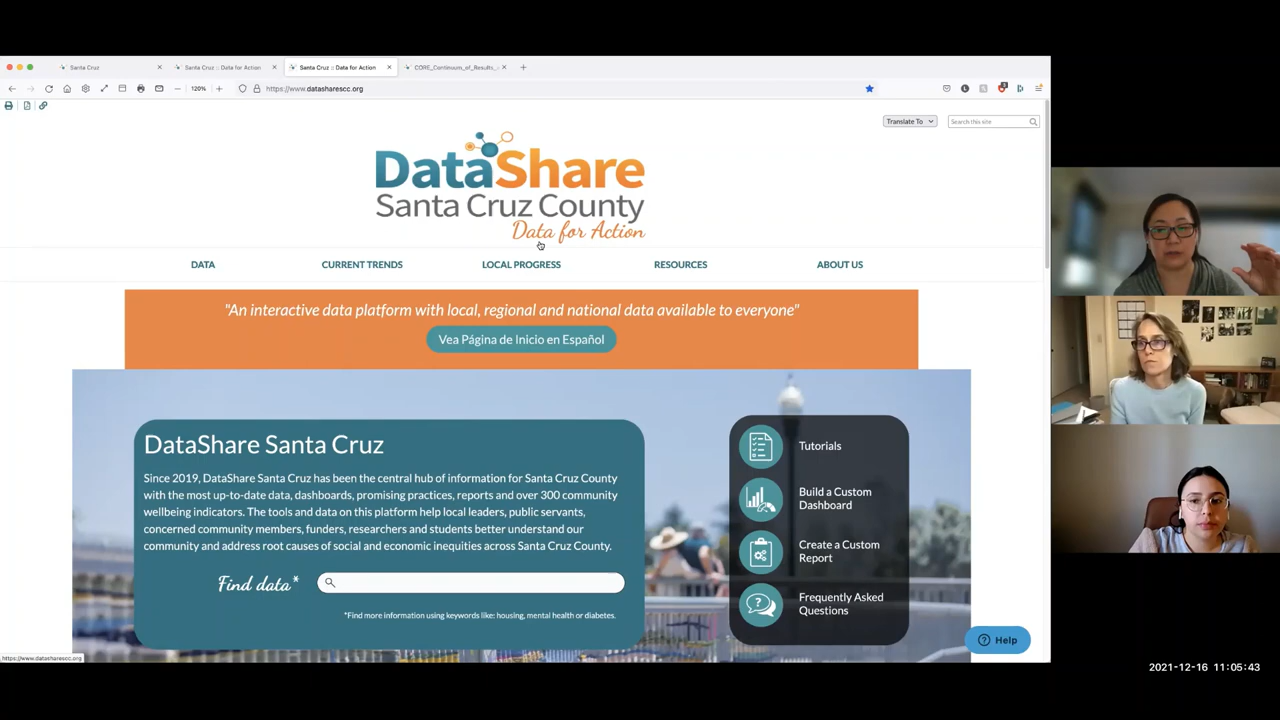 Santa Cruz
Santa Cruz :: Data for Action
Santa Cruz :: Data for Action
CORE_Continuum_of_Results_
120%
https://www.datasharescc.org
Translate To
Search this site
DataShare
Santa Cruz County
Data for Action
DATA
CURRENT TRENDS
LOCAL PROGRESS
RESOURCES
ABOUT US
"An interactive data platform with local, regional and national data available to everyone"
Vea Página de Inicio en Español
DataShare Santa Cruz
Since 2019, DataShare Santa Cruz has been the central hub of information for Santa Cruz County
with the most up-to-date data, dashboards, promising practices, reports and over 300 community
wellbeing indicators. The tools and data on this platform help local leaders, public servants,
concerned community members, funders, researchers and students better understand our
community and address root causes of social and economic inequities across Santa Cruz County.
Find data*
*Find more information using keywords like: housing, mental health or diabetes.
Tutorials
Build a Custom
Dashboard
Create a Custom
Report
Frequently Asked
Questions
Help
https://www.datasharescc.org
2021-12-16 11:05:43